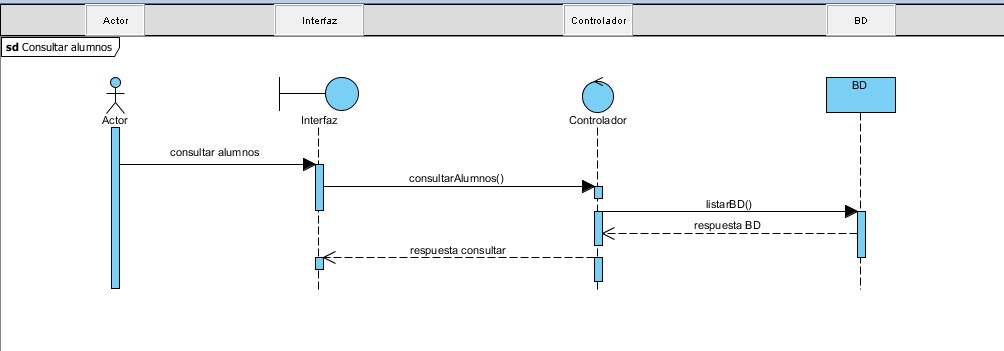 Actor
Interfaz
Controlador
BD
sd Consultar alumnos
BD
Actor
Interfaz
Controlador
consultar alumnos
consultarAlumnos()
listarBD()
respuesta BD
respuesta consultar